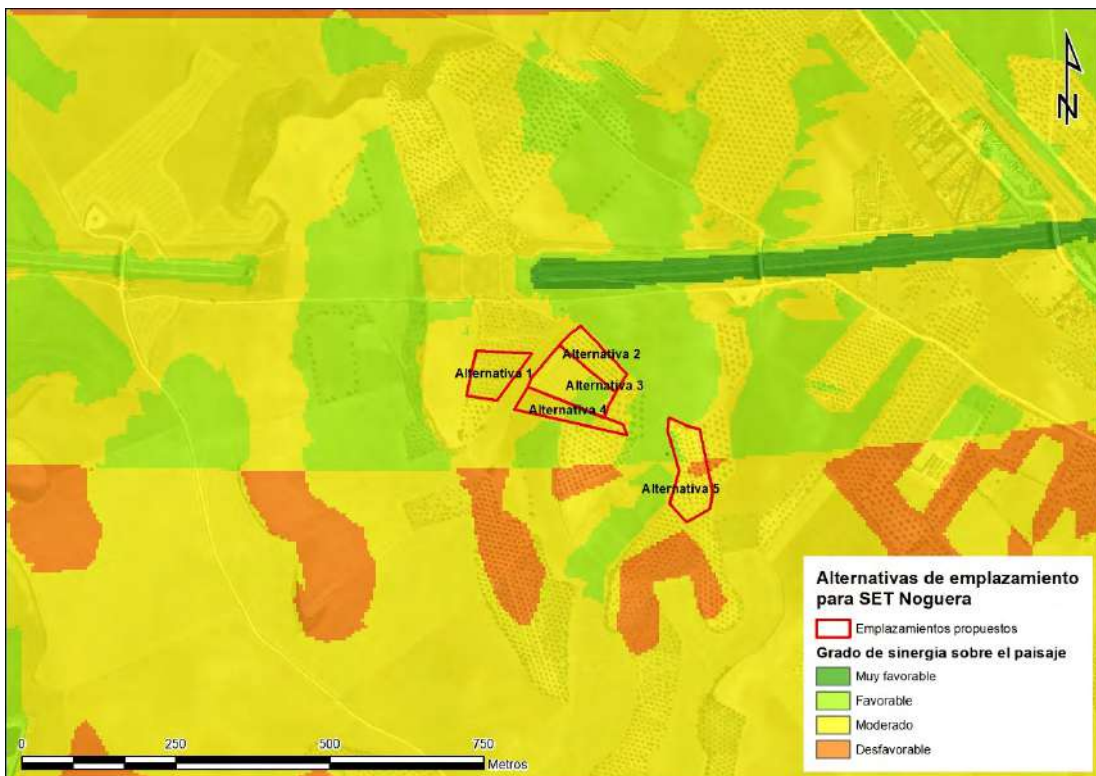 N
Alternativa 2
Alternativa 1
Alternativa 3
Alternativa 4
Alternativa 5
Alternativas de emplazamiento
para SET Noguera
Emplazamientos propuestos
Grado de sinergia sobre el paisaje
Muy favorable
Favorable
Moderado
Desfavorable
0 250 500 750
Metros